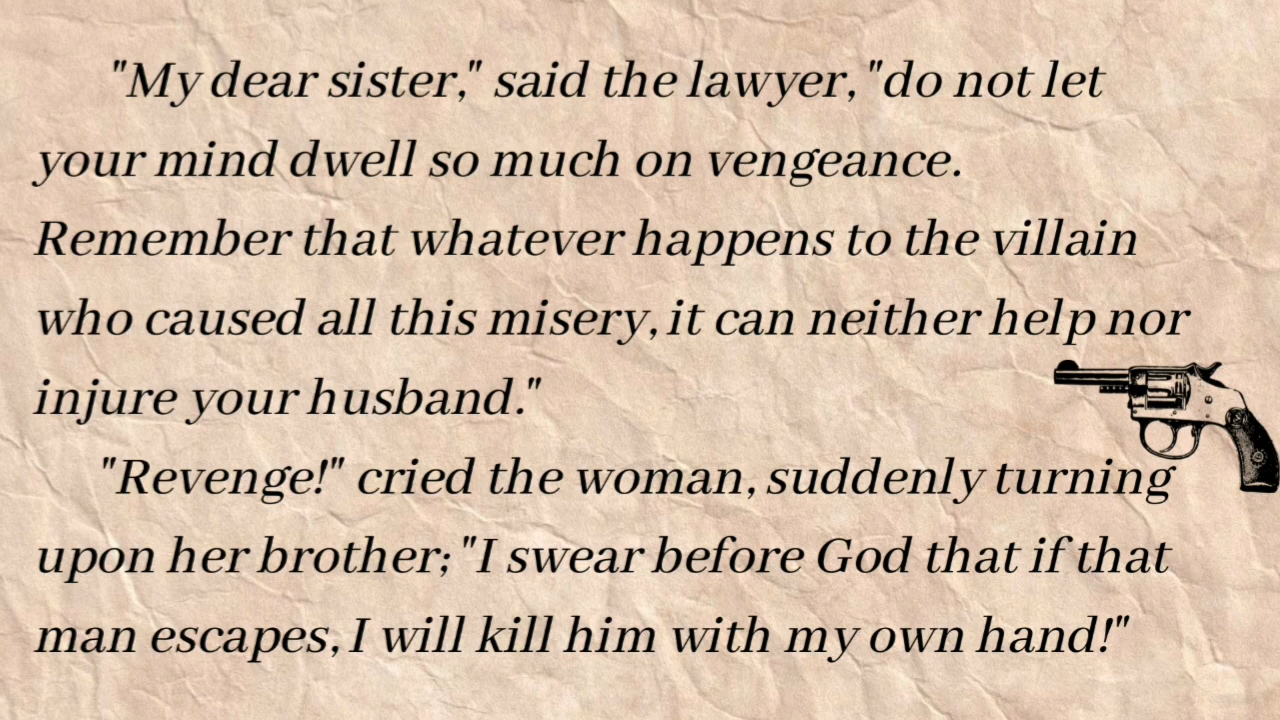 "My dear sister," said the lawyer, "do not let
your mind dwell so much on vengeance.
Remember that whatever happens to the villain
who caused all this misery, it can neither help nor
injure your husband."
"Revenge!" cried the woman, suddenly turning
upon her brother; "I swear before God that if that
man escapes, I will kill him with my own hand!"